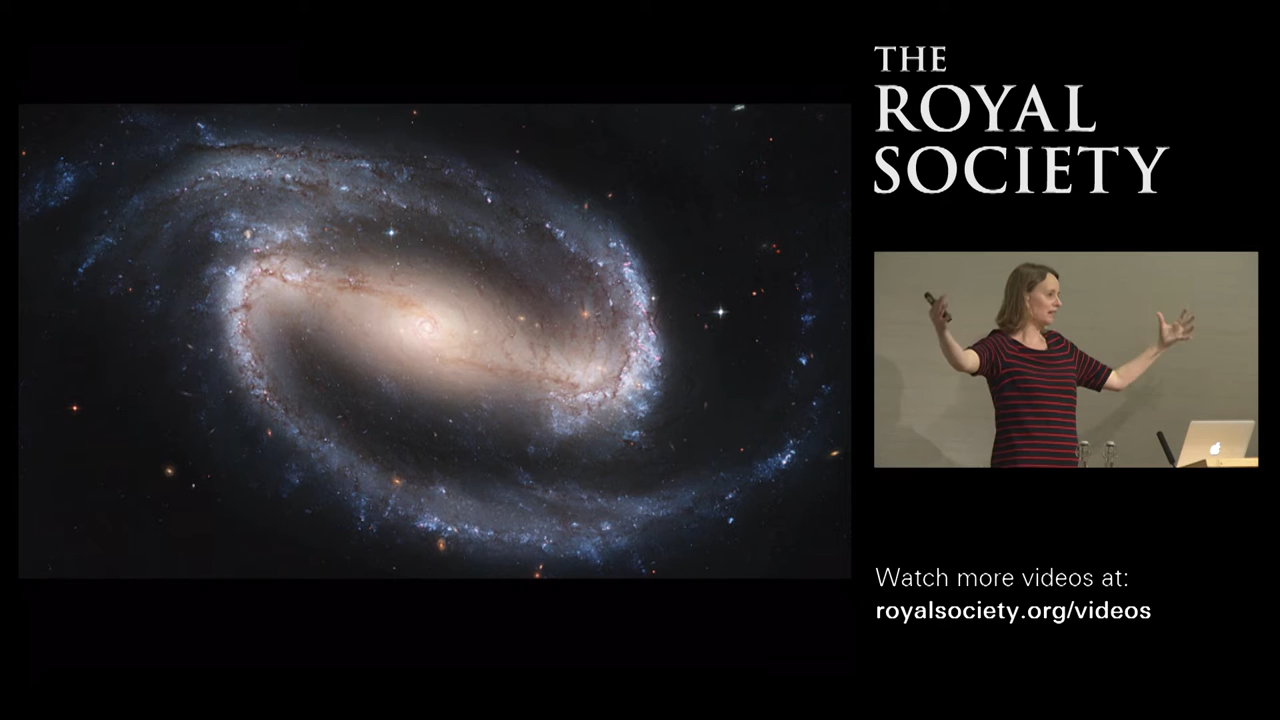 THE
ROYAL
SOCIETY
Watch more videos at:
royalsociety.org/videos